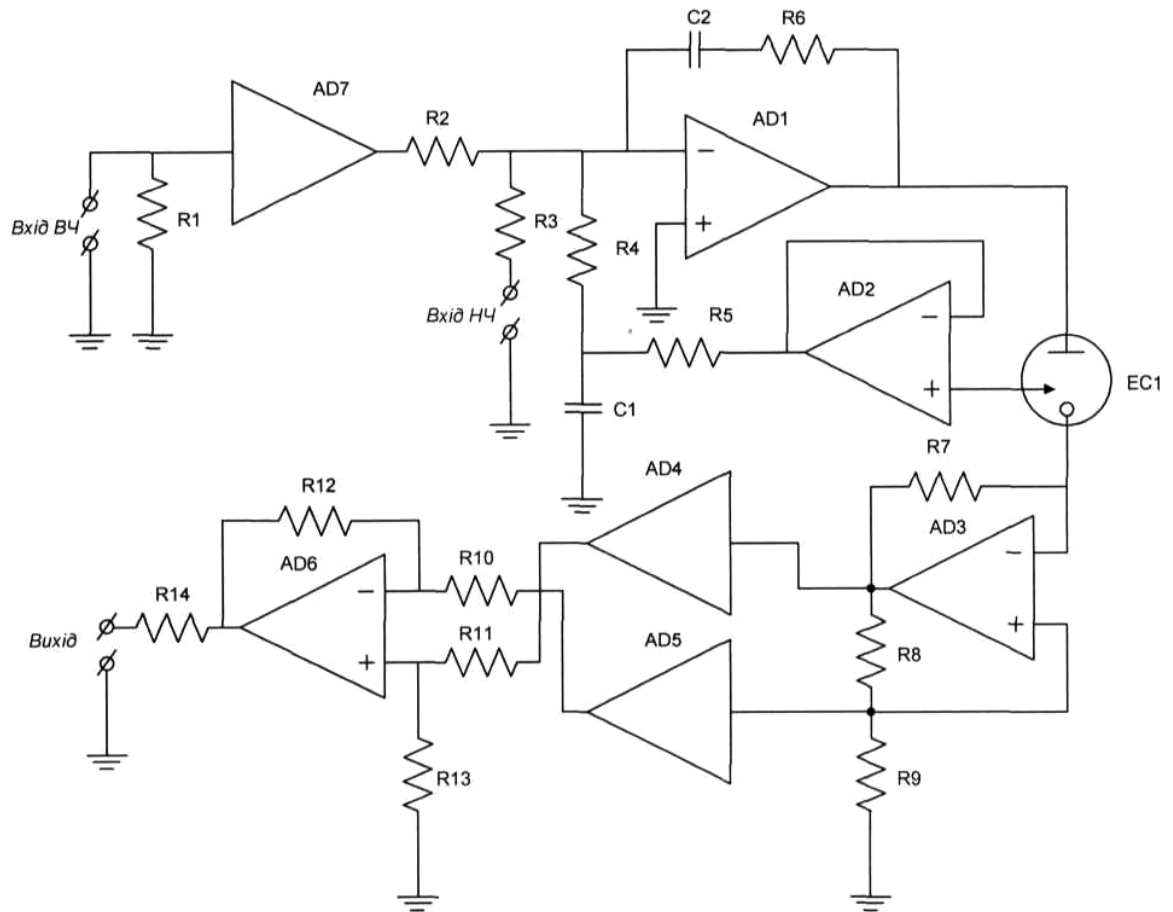 C2
R6
AD7
R2
AD1
−
+
Вхід ВЧ
R1
R3
R4
Вхід НЧ
AD2
−
+
R5
EC1
C1
R7
AD4
AD3
−
+
R12
AD6
−
+
R10
R14
Вихід
R11
AD5
R8
R13
R9